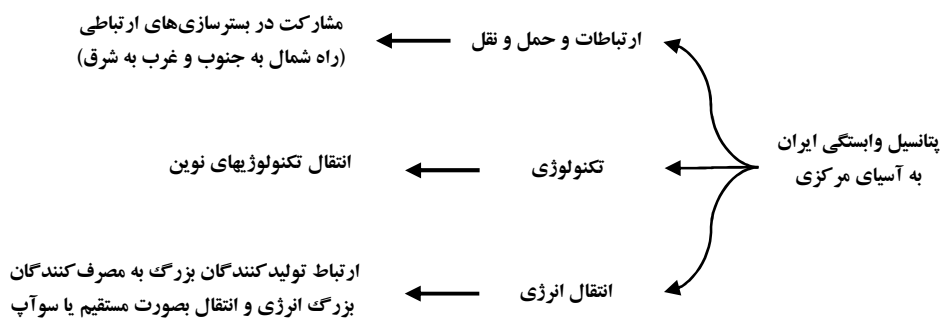 پتانسیل وابستگی ایران
به آسیای مرکزی
ارتباطات و حمل و نقل
مشارکت در بسترسازی‌های ارتباطی
(راه شمال به جنوب و غرب به شرق)
تکنولوژی
انتقال تکنولوژیهای نوین
انتقال انرژی
ارتباط تولیدکنندگان بزرگ به مصرف‌کنندگان
بزرگ انرژی و انتقال بصورت مستقیم یا سوآپ